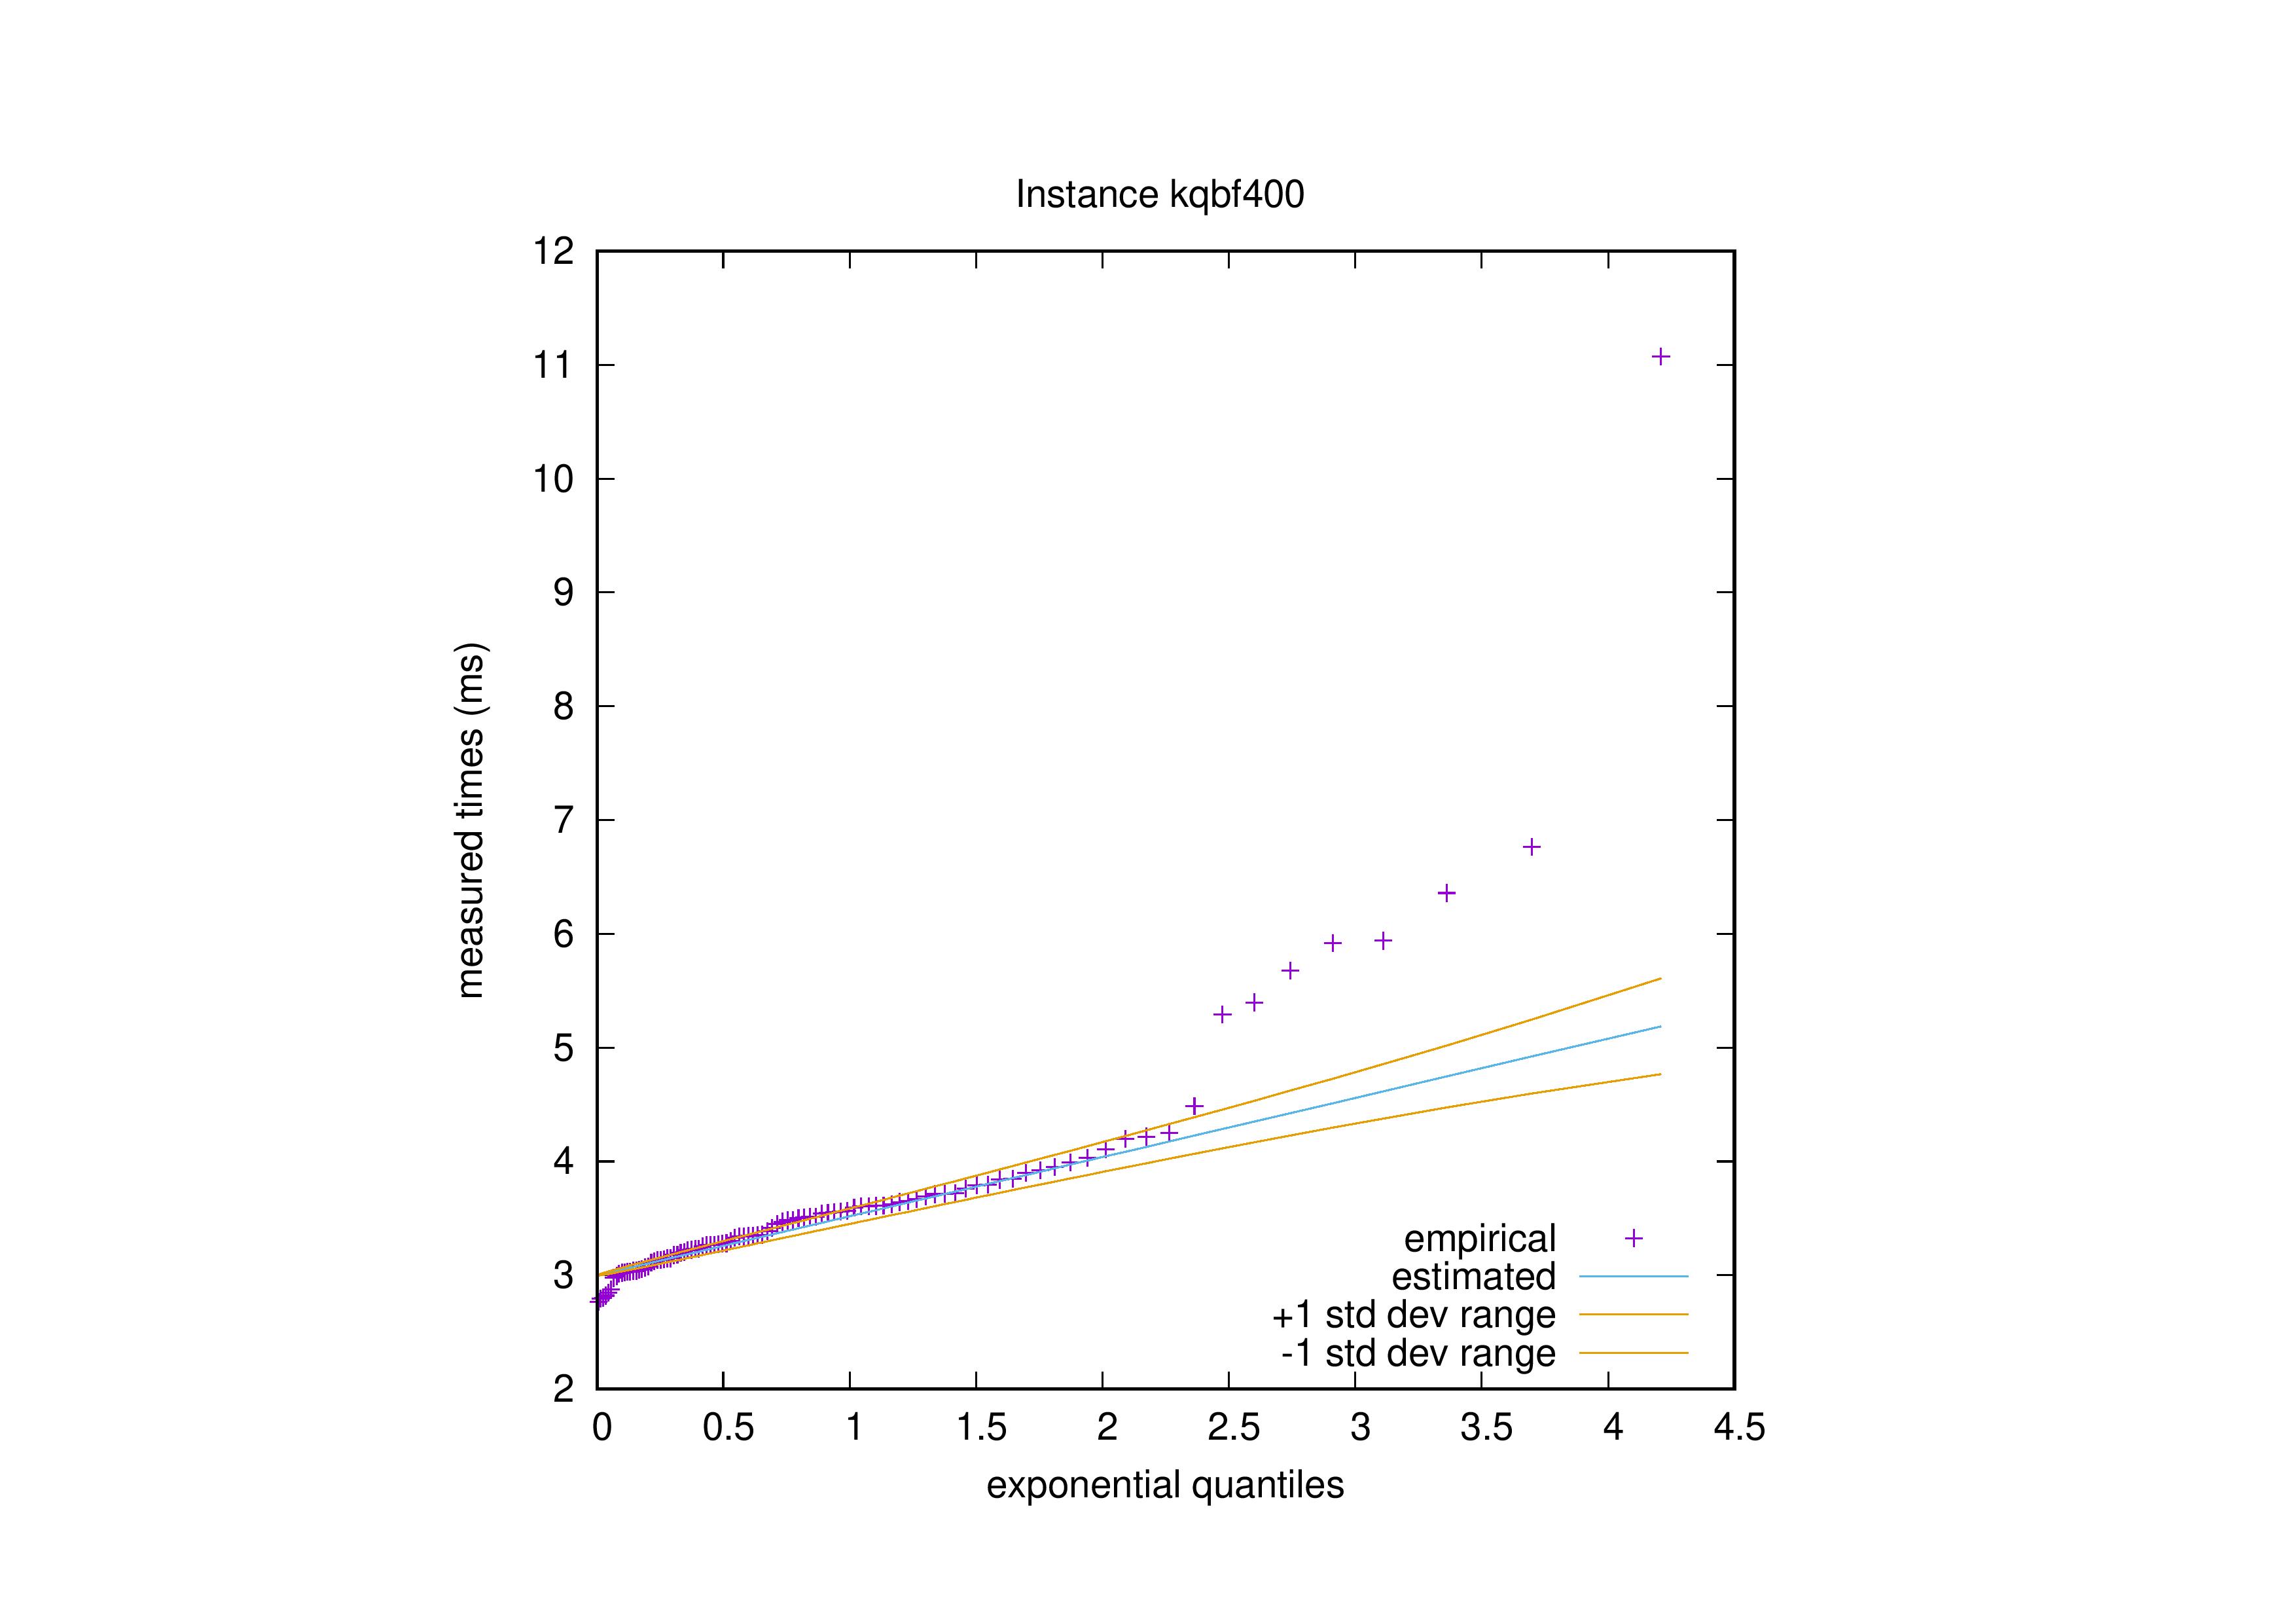 Instance kqbf400
12
11
10
9
8
7
6
5
4
3
2
measured times (ms)
empirical
estimated
+1 std dev range
-1 std dev range
0 0.5 1 1.5 2 2.5 3 3.5 4 4.5
exponential quantiles